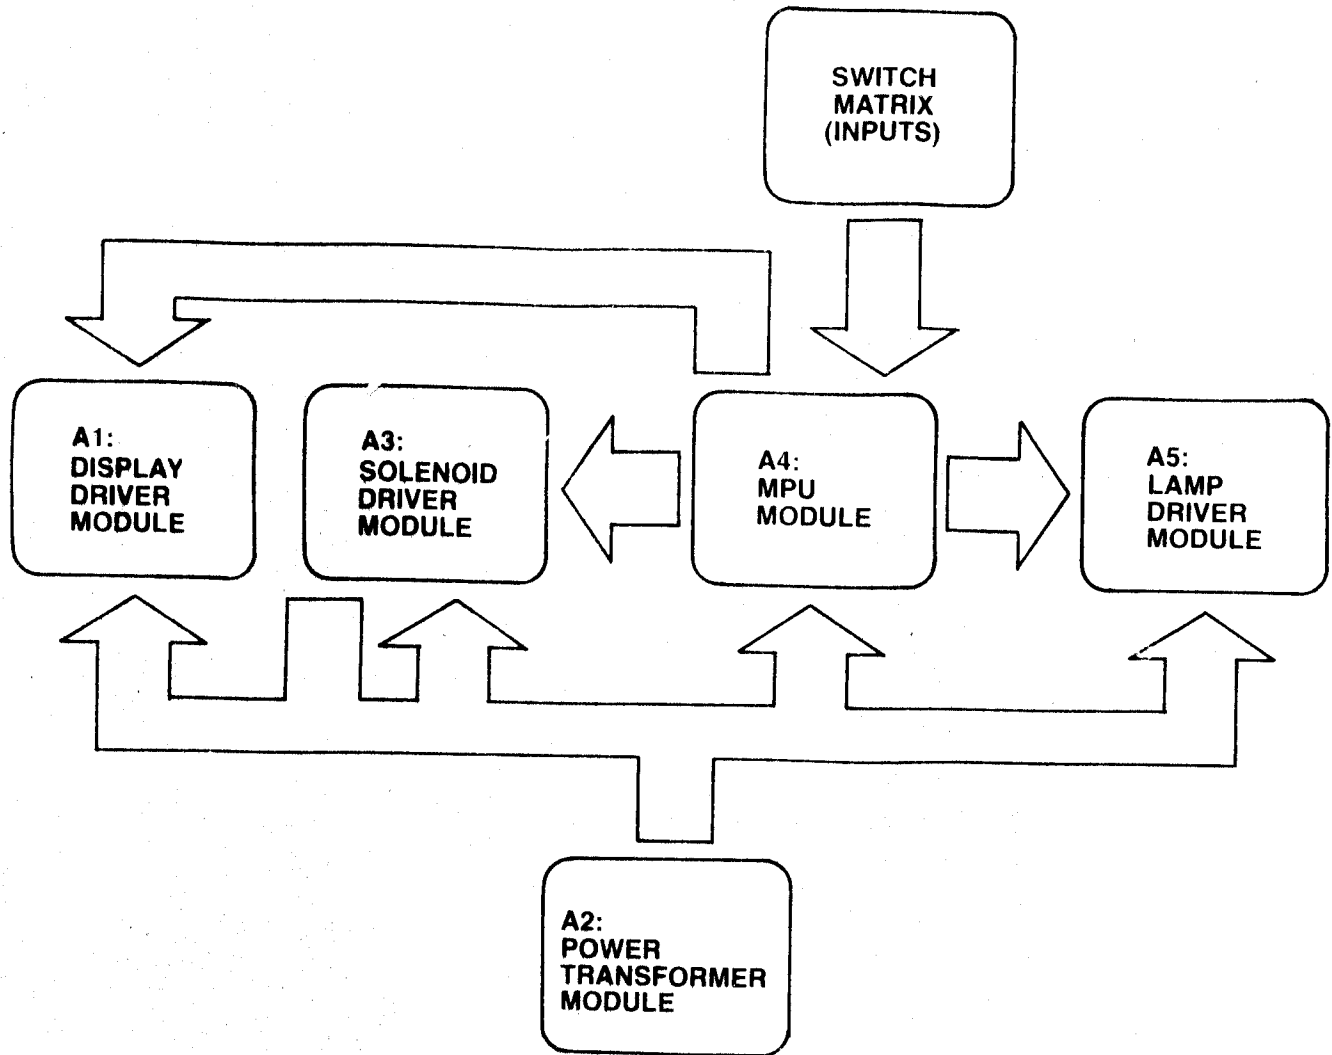 SWITCH
MATRIX
(INPUTS)
A1:
DISPLAY
DRIVER
MODULE
A3:
SOLENOID
DRIVER
MODULE
A4:
MPU
MODULE
A5:
LAMP
DRIVER
MODULE
A2:
POWER
TRANSFORMER
MODULE